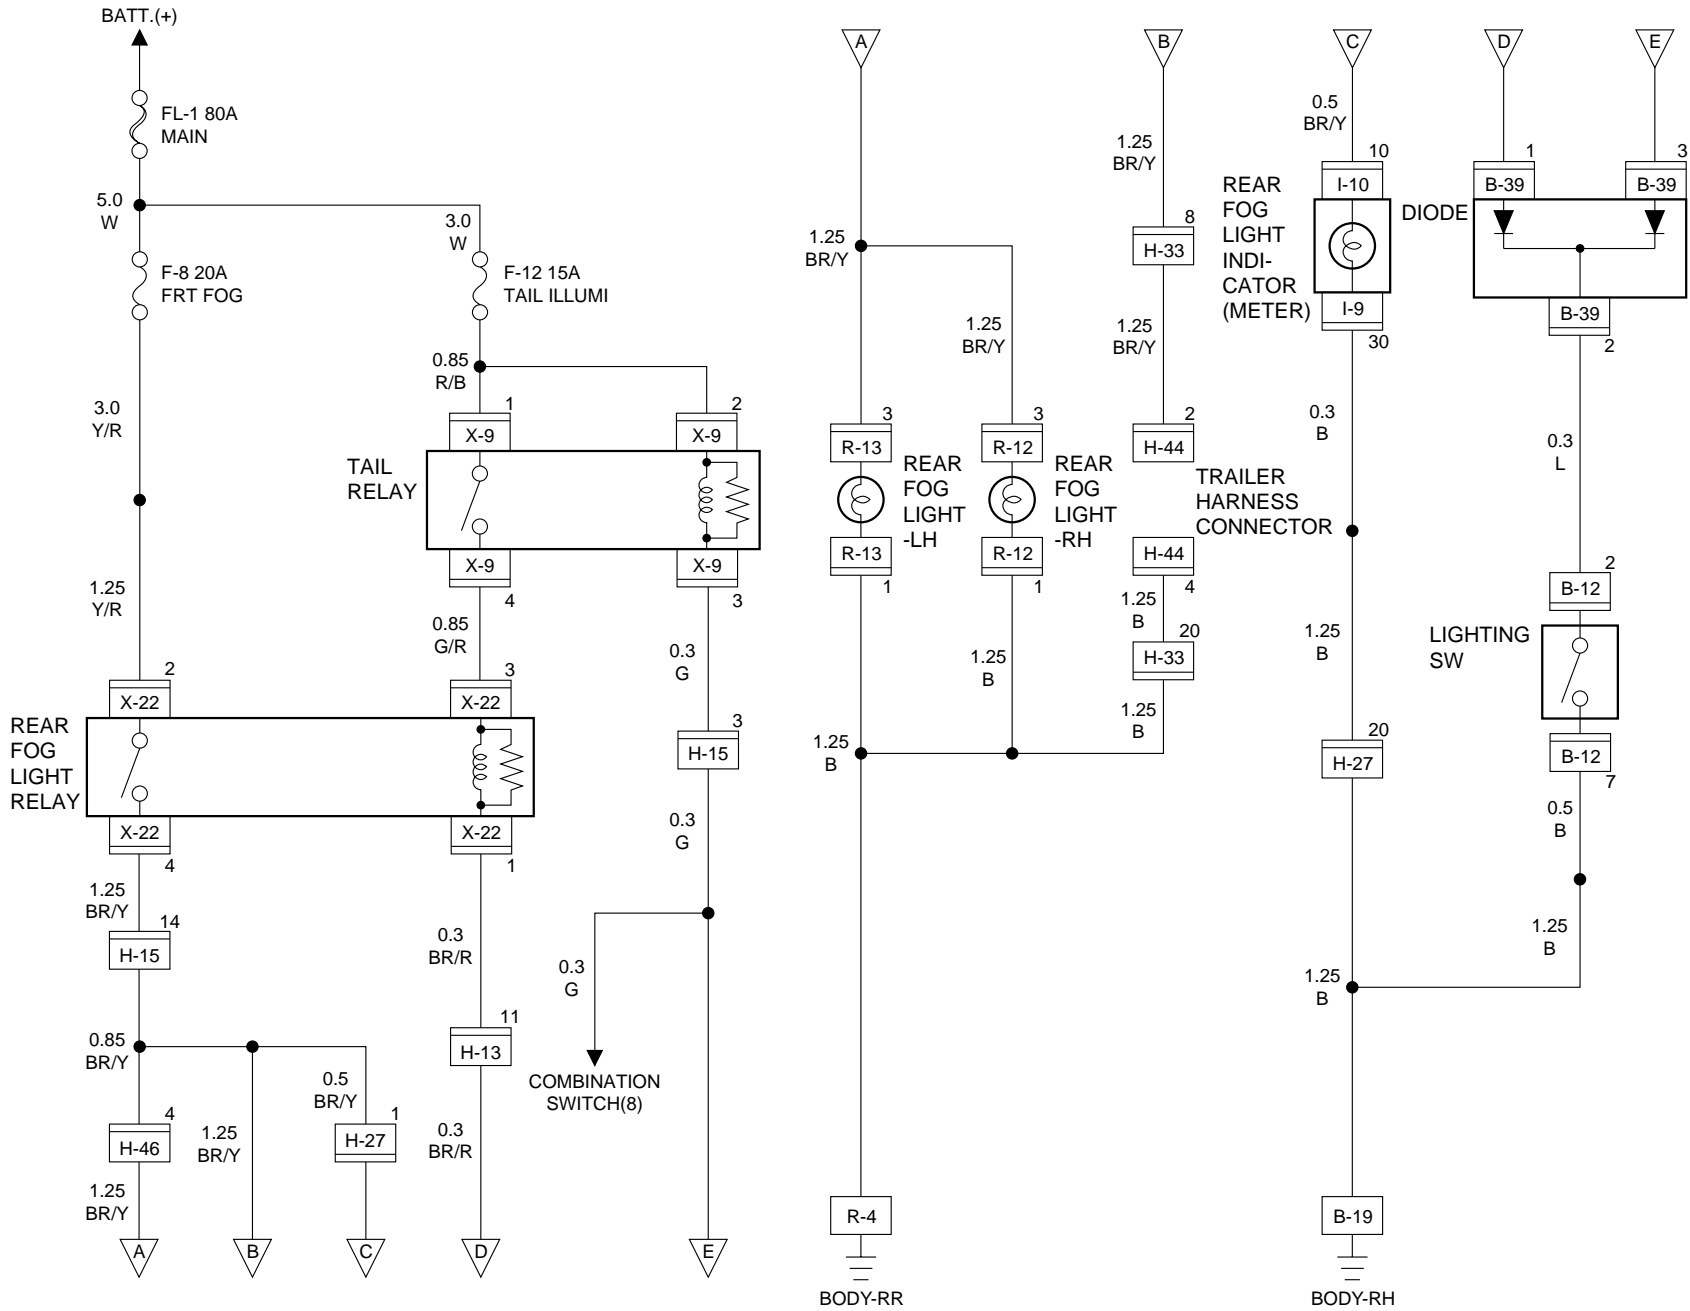 BATT.(+)
FL-1 80A
MAIN
5.0
W
3.0
W
F-8 20A
FRT FOG
F-12 15A
TAIL ILLUMI
0.85
R/B
3.0
Y/R
1
X-9
2
X-9
TAIL
RELAY
X-9
4
X-9
3
1.25
Y/R
0.85
G/R
0.3
G
2
X-22
3
X-22
REAR
FOG
LIGHT
RELAY
3
H-15
X-22
4
X-22
1
0.3
G
1.25
BR/Y
14
H-15
0.3
BR/R
0.3
G
11
H-13
COMBINATION
SWITCH(8)
0.85
BR/Y
0.5
BR/Y
4
H-46
1.25
BR/Y
1
H-27
0.3
BR/R
1.25
BR/Y
A
B
C
D
E
A
B
C
D
E
0.5
BR/Y
1.25
BR/Y
10
I-10
1
B-39
3
B-39
REAR
FOG
LIGHT
INDI-
CATOR
(METER)
DIODE
1.25
BR/Y
8
H-33
I-9
30
B-39
2
1.25
BR/Y
1.25
BR/Y
3
R-13
3
R-12
2
H-44
0.3
B
0.3
L
REAR
FOG
LIGHT
-LH
REAR
FOG
LIGHT
-RH
TRAILER
HARNESS
CONNECTOR
R-13
1
R-12
1
H-44
4
2
B-12
1.25
B
20
H-33
1.25
B
1.25
B
LIGHTING
SW
1.25
B
1.25
B
20
H-27
B-12
7
0.5
B
1.25
B
1.25
B
R-4
B-19
BODY-RR
BODY-RH